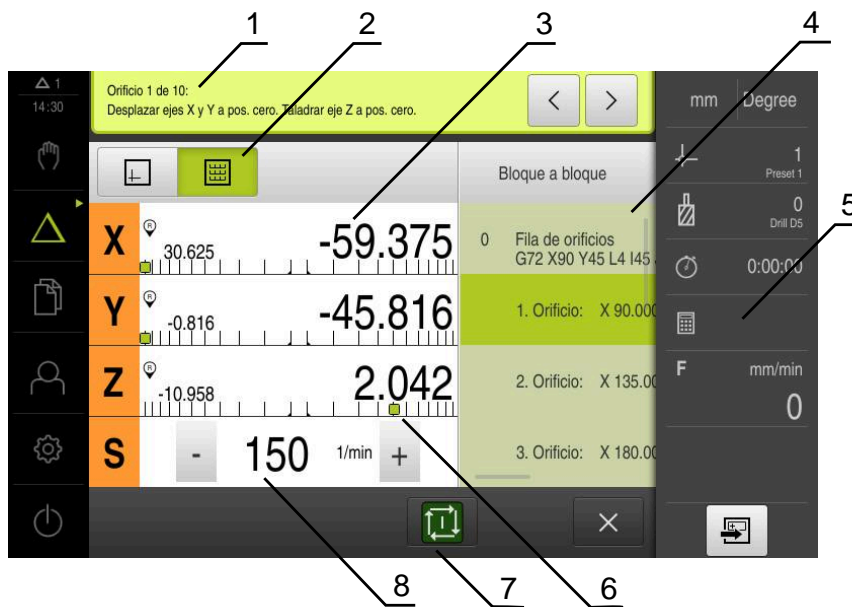 1
2
3
4
5
6
7
8
1
14:30
Orificio 1 de 10:
Desplazar ejes X y Y a pos. cero. Taladrar eje Z a pos. cero.
mm Degree
Bloque a bloque
1
Preset 1
0
Drill D5
0:00:00
F mm/min
0
X R 30.625 -59.375
Y R -0.816 -45.816
Z R -10.958 2.042
S - 150 1/min +
0 Fila de orificios
G72 X90 Y45 L4 I45
1. Orificio: X 90.000
2. Orificio: X 135.00
3. Orificio: X 180.00